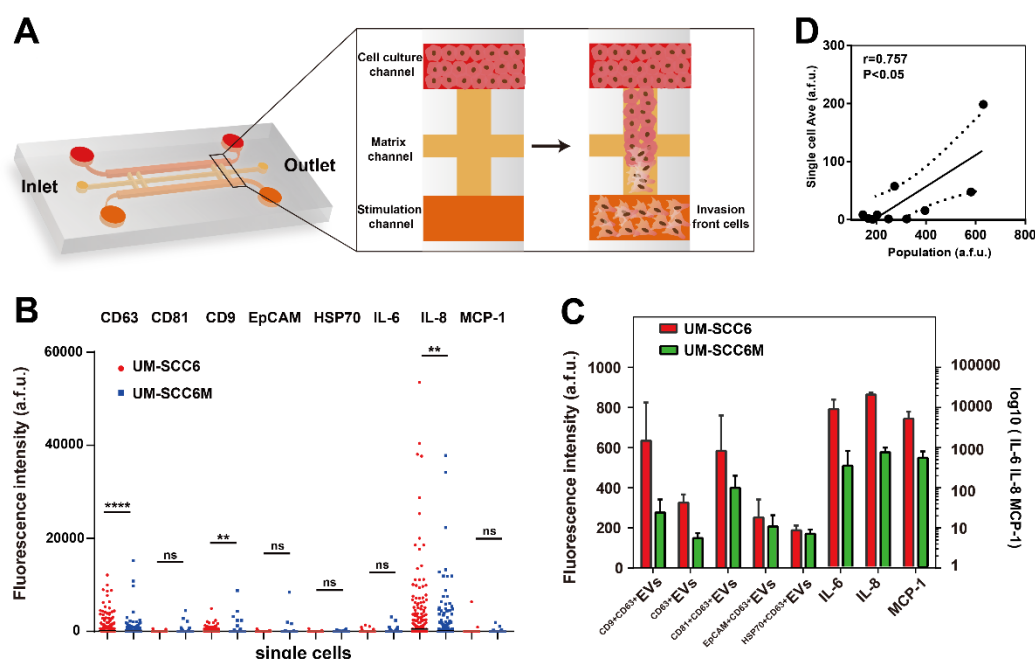 A
Inlet
Outlet
Cell culture
channel
Matrix
channel
Stimulation
channel
Invasion
front cells
D
r=0.757
P<0.05
Single cell Ave (a.f.u.)
300
200
100
0
200
400
600
800
Population (a.f.u.)
B
CD63 CD81 CD9 EpCAM HSP70 IL-6 IL-8 MCP-1
UM-SCC6
UM-SCC6M
Fluorescence intensity (a.f.u.)
60000
40000
20000
0
****
ns
**
ns
ns
ns
**
ns
single cells
C
UM-SCC6
UM-SCC6M
Fluorescence intensity (a.f.u.)
1000
800
600
400
200
0
100000
10000
1000
100
10
1
log10 ( IL-6 IL-8 MCP-1)
CD9+CD63+EVs
CD63+EVs
CD81+CD63+EVs
EpCAM+CD63+EVs
HSP70+CD63+EVs
IL-6
IL-8
MCP-1